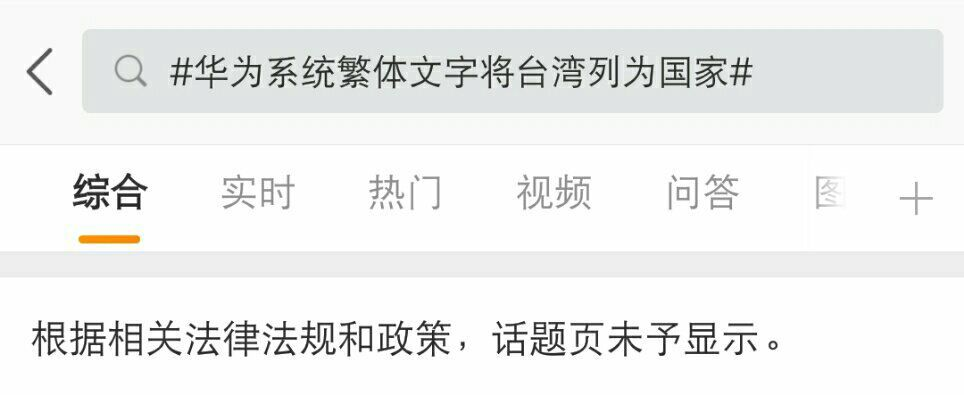 #华为系统繁体文字将台湾列为国家#
综合 实时 热门 视频 问答 图
根据相关法律法规和政策，话题页未予显示。